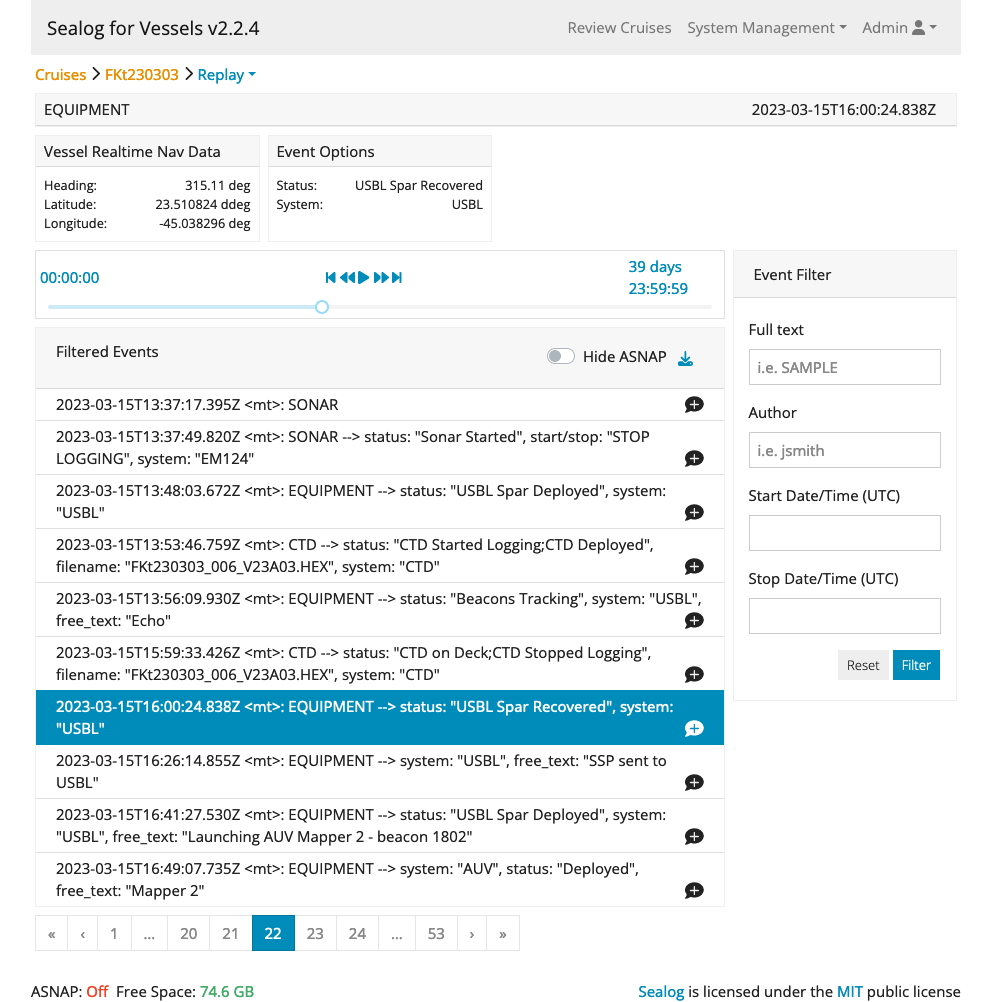 Sealog for Vessels v2.2.4
Review Cruises System Management Admin
Cruises FKt230303 Replay
EQUIPMENT 2023-03-15T16:00:24.838Z
Vessel Realtime Nav Data
Heading: 315.11 deg
Latitude: 23.510824 ddeg
Longitude: -45.038296 deg
Event Options
Status: USBL Spar Recovered
System: USBL
00:00:00
39 days
23:59:59
Filtered Events
Hide ASNAP
2023-03-15T13:37:17.395Z <mt>: SONAR
2023-03-15T13:37:49.820Z <mt>: SONAR --> status: "Sonar Started", start/stop: "STOP
LOGGING", system: "EM124"
2023-03-15T13:48:03.672Z <mt>: EQUIPMENT --> status: "USBL Spar Deployed", system:
"USBL"
2023-03-15T13:53:46.759Z <mt>: CTD --> status: "CTD Started Logging;CTD Deployed",
filename: "FKt230303_006_V23A03.HEX", system: "CTD"
2023-03-15T13:56:09.930Z <mt>: EQUIPMENT --> status: "Beacons Tracking", system: "USBL",
free_text: "Echo"
2023-03-15T15:59:33.426Z <mt>: CTD --> status: "CTD on Deck;CTD Stopped Logging",
filename: "FKt230303_006_V23A03.HEX", system: "CTD"
2023-03-15T16:00:24.838Z <mt>: EQUIPMENT --> status: "USBL Spar Recovered", system:
"USBL"
2023-03-15T16:26:14.855Z <mt>: EQUIPMENT --> system: "USBL", free_text: "SSP sent to
USBL"
2023-03-15T16:41:27.530Z <mt>: EQUIPMENT --> status: "USBL Spar Deployed", system:
"USBL", free_text: "Launching AUV Mapper 2 - beacon 1802"
2023-03-15T16:49:07.735Z <mt>: EQUIPMENT --> system: "AUV", status: "Deployed",
free_text: "Mapper 2"
« ‹ 1 ... 20 21 22 23 24 ... 53 › »
Event Filter
Full text
i.e. SAMPLE
Author
i.e. jsmith
Start Date/Time (UTC)
Stop Date/Time (UTC)
Reset Filter
ASNAP: Off Free Space: 74.6 GB
Sealog is licensed under the MIT public license